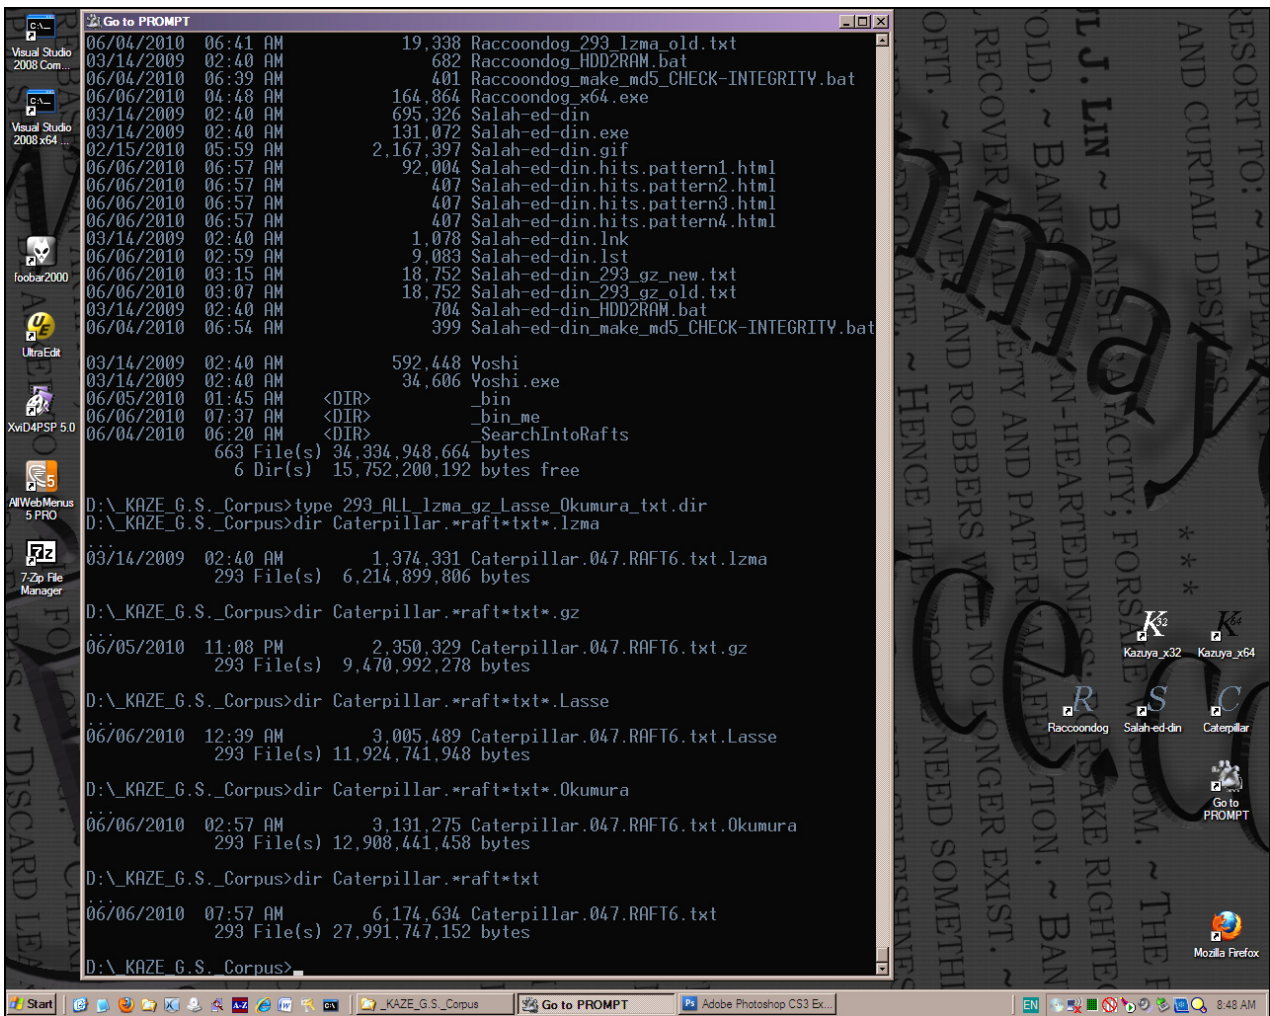 Go to PROMPT
06/04/2010 06:41 AM 19,338 Raccoondog_293_lzma_old.txt
03/14/2009 02:40 AM 682 Raccoondog_HDD2RAM.bat
06/04/2010 06:39 AM 401 Raccoondog_make_md5_CHECK-INTEGRITY.bat
06/06/2010 04:48 AM 164,864 Raccoondog_x64.exe
03/14/2009 02:40 AM 695,326 Salah-ed-din
03/14/2009 02:40 AM 131,072 Salah-ed-din.exe
02/15/2010 05:59 AM 2,167,397 Salah-ed-din.gif
06/06/2010 06:57 AM 92,004 Salah-ed-din.hits.pattern1.html
06/06/2010 06:57 AM 407 Salah-ed-din.hits.pattern2.html
06/06/2010 06:57 AM 407 Salah-ed-din.hits.pattern3.html
06/06/2010 06:57 AM 407 Salah-ed-din.hits.pattern4.html
03/14/2009 02:40 AM 1,078 Salah-ed-din.lnk
06/06/2010 02:59 AM 9,083 Salah-ed-din.lst
06/06/2010 03:15 AM 18,752 Salah-ed-din_293_gz_new.txt
06/06/2010 03:07 AM 18,752 Salah-ed-din_293_gz_old.txt
03/14/2009 02:40 AM 704 Salah-ed-din_HDD2RAM.bat
06/04/2010 06:54 AM 399 Salah-ed-din_make_md5_CHECK-INTEGRITY.bat
03/14/2009 02:40 AM 592,448 Yoshi
03/14/2009 02:40 AM 34,606 Yoshi.exe
06/05/2010 01:45 AM <DIR> _bin
06/06/2010 07:37 AM <DIR> _bin_me
06/04/2010 06:20 AM <DIR> _SearchIntoRafts
663 File(s) 34,334,948,664 bytes
6 Dir(s) 15,752,200,192 bytes free
D:\_KAZE_G.S._Corpus>type 293_ALL_lzma_gz_Lasse_Okumura_txt.dir
D:\_KAZE_G.S._Corpus>dir Caterpillar.*raft*txt*.lzma
...
03/14/2009 02:40 AM 1,374,331 Caterpillar.047.RAFT6.txt.lzma
293 File(s) 6,214,899,806 bytes
D:\_KAZE_G.S._Corpus>dir Caterpillar.*raft*txt*.gz
...
06/05/2010 11:08 PM 2,350,329 Caterpillar.047.RAFT6.txt.gz
293 File(s) 9,470,992,278 bytes
D:\_KAZE_G.S._Corpus>dir Caterpillar.*raft*txt*.Lasse
...
06/06/2010 12:39 AM 3,005,489 Caterpillar.047.RAFT6.txt.Lasse
293 File(s) 11,924,741,948 bytes
D:\_KAZE_G.S._Corpus>dir Caterpillar.*raft*txt*.Okumura
...
06/06/2010 02:57 AM 3,131,275 Caterpillar.047.RAFT6.txt.Okumura
293 File(s) 12,908,441,458 bytes
D:\_KAZE_G.S._Corpus>dir Caterpillar.*raft*txt
...
06/06/2010 07:57 AM 6,174,634 Caterpillar.047.RAFT6.txt
293 File(s) 27,991,747,152 bytes
D:\_KAZE_G.S._Corpus>_
Visual Studio
2008 Com...
Visual Studio
2008 x64 ...
foobar2000
UltraEdit
XviD4PSP 5.0
AllWebMenus
5 PRO
7-Zip File
Manager
Kazuya_x32
Kazuya_x64
Raccoondog
Salah-ed-din
Caterpillar
Go to
PROMPT
Mozilla Firefox
Start
_KAZE_G.S._Corpus
Go to PROMPT
Adobe Photoshop CS3 Ex...
EN
8:48 AM